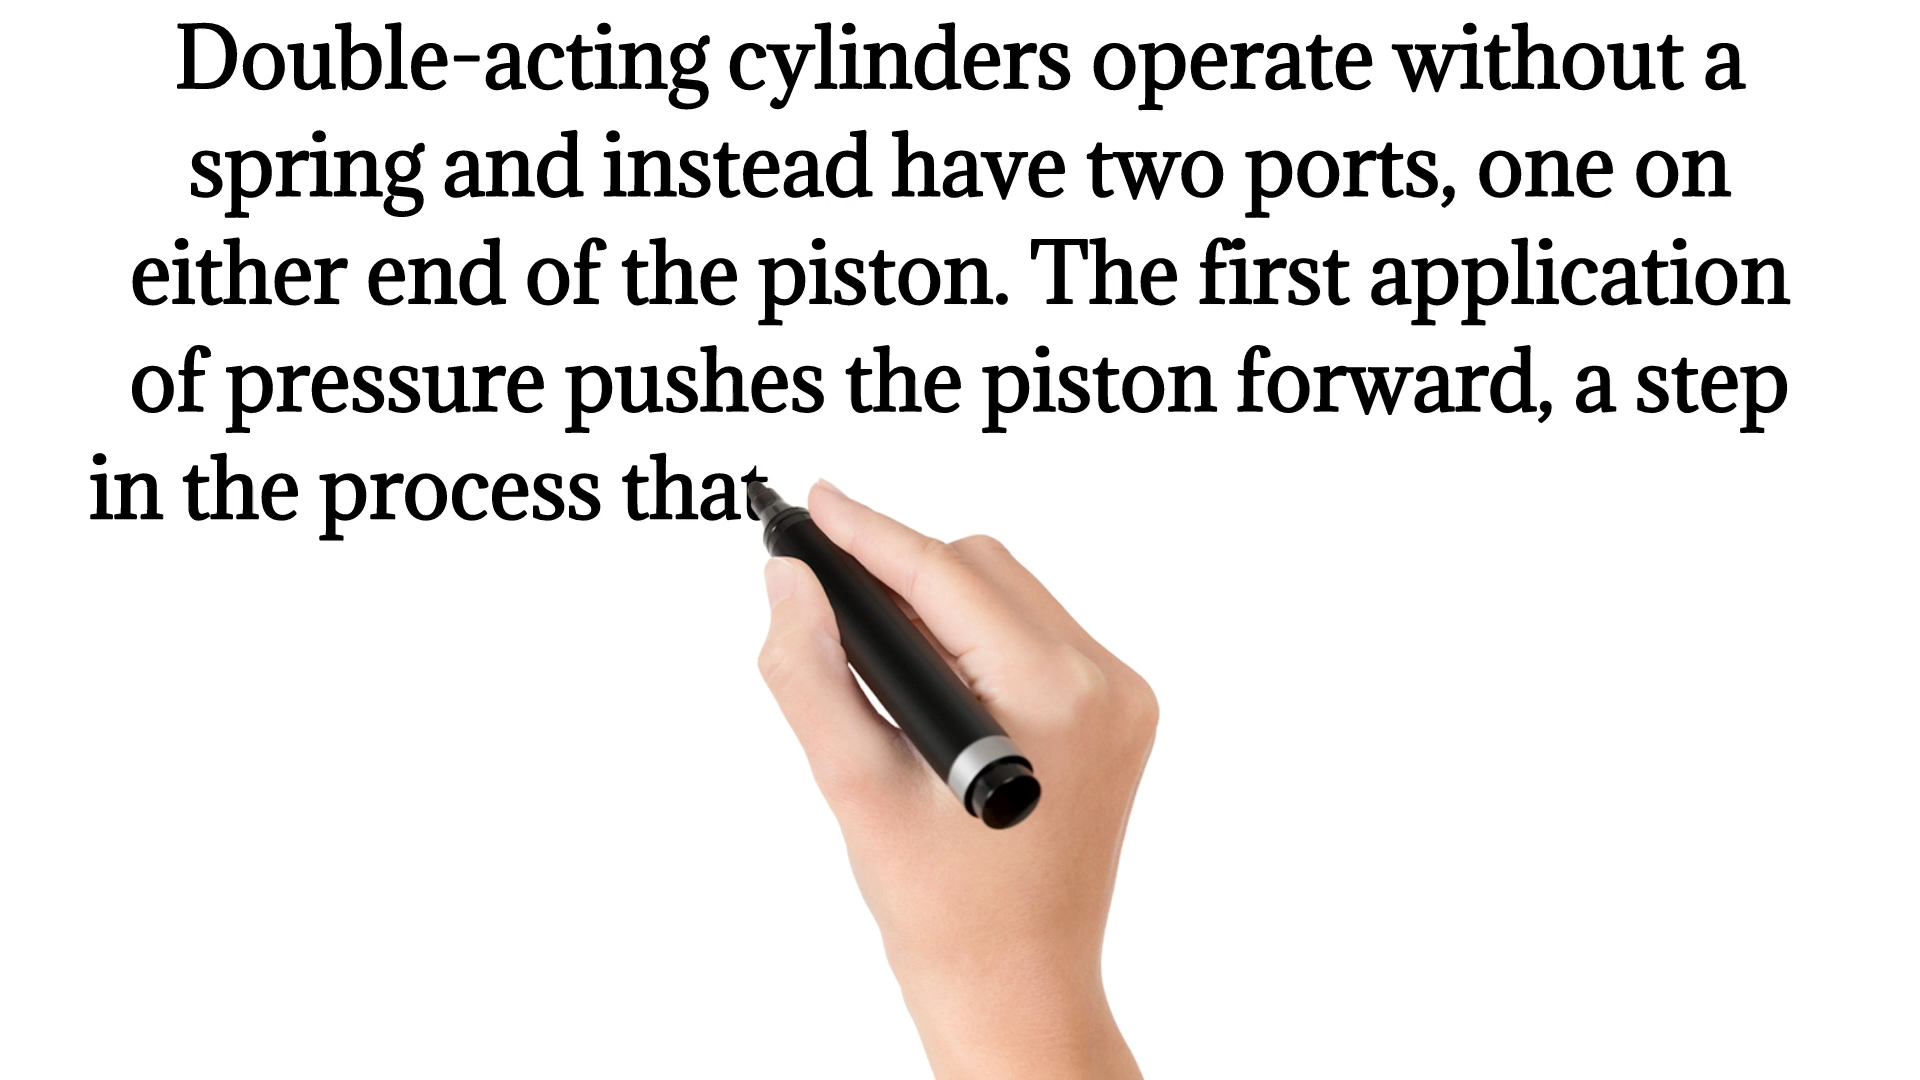 Double-acting cylinders operate without a
spring and instead have two ports, one on
either end of the piston. The first application
of pressure pushes the piston forward, a step
in the process that